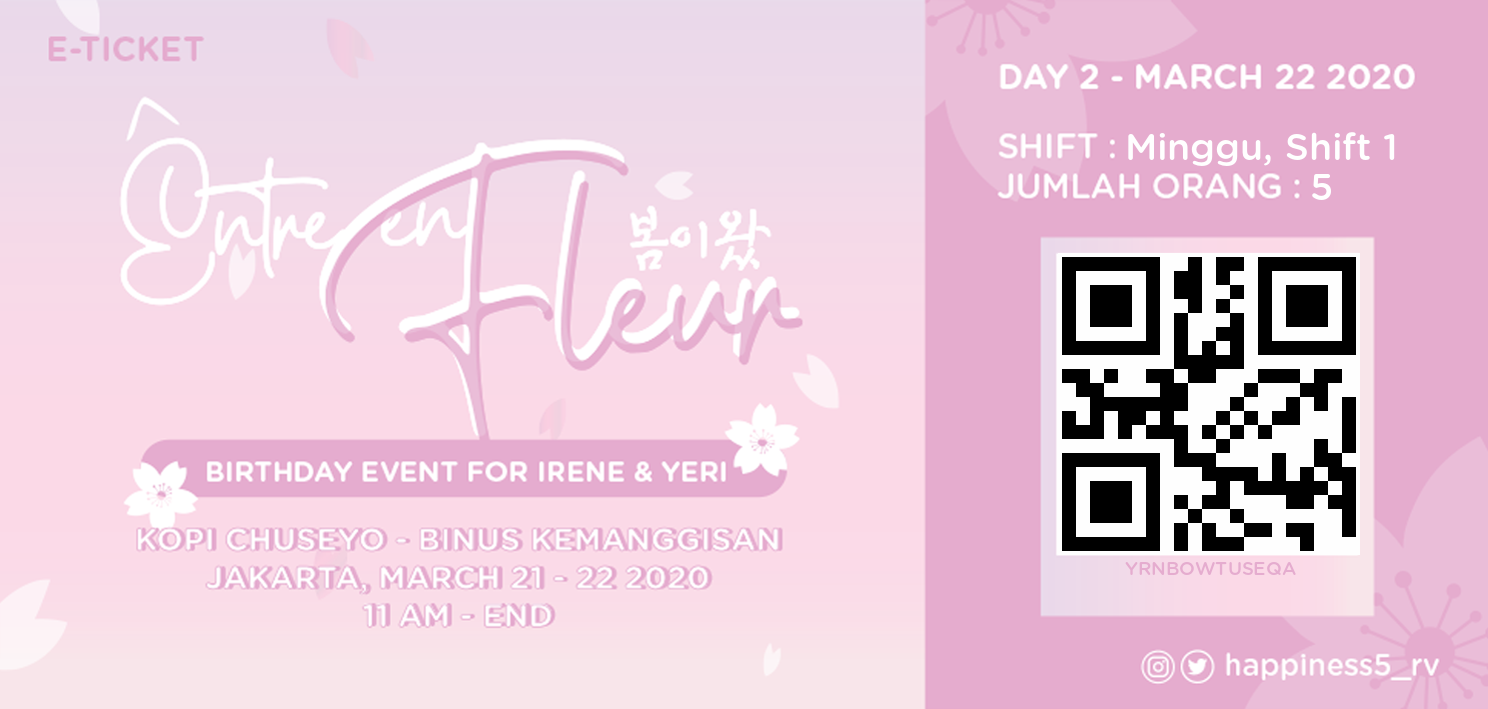 E-TICKET
Êntre en Fleur
봄이왔
BIRTHDAY EVENT FOR IRENE & YERI
KOPI CHUSEYO - BINUS KEMANGGISAN
JAKARTA, MARCH 21 - 22 2020
11 AM - END
DAY 2 - MARCH 22 2020
SHIFT : Minggu, Shift 1
JUMLAH ORANG : 5
YRNBOWTUSEQA
happiness5_rv